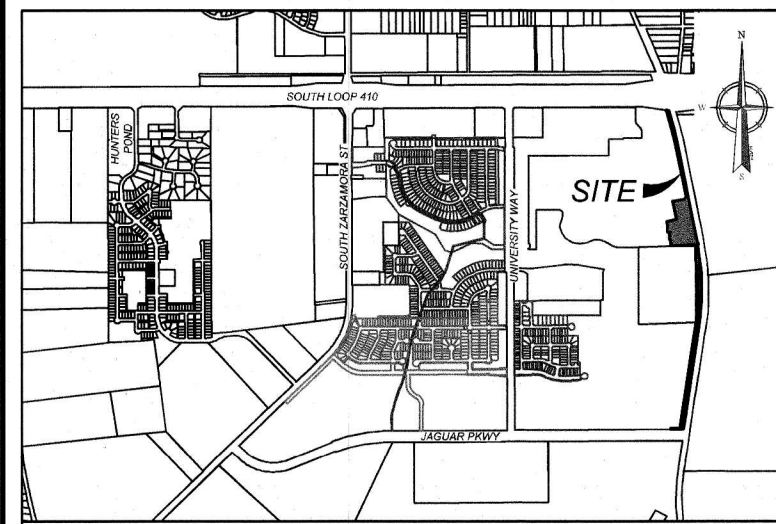 N
SOUTH LOOP 410
W
HUNTERS
POND
S
SITE
SOUTH ZARZAMORA ST
UNIVERSITY WAY
JAGUAR PKWY